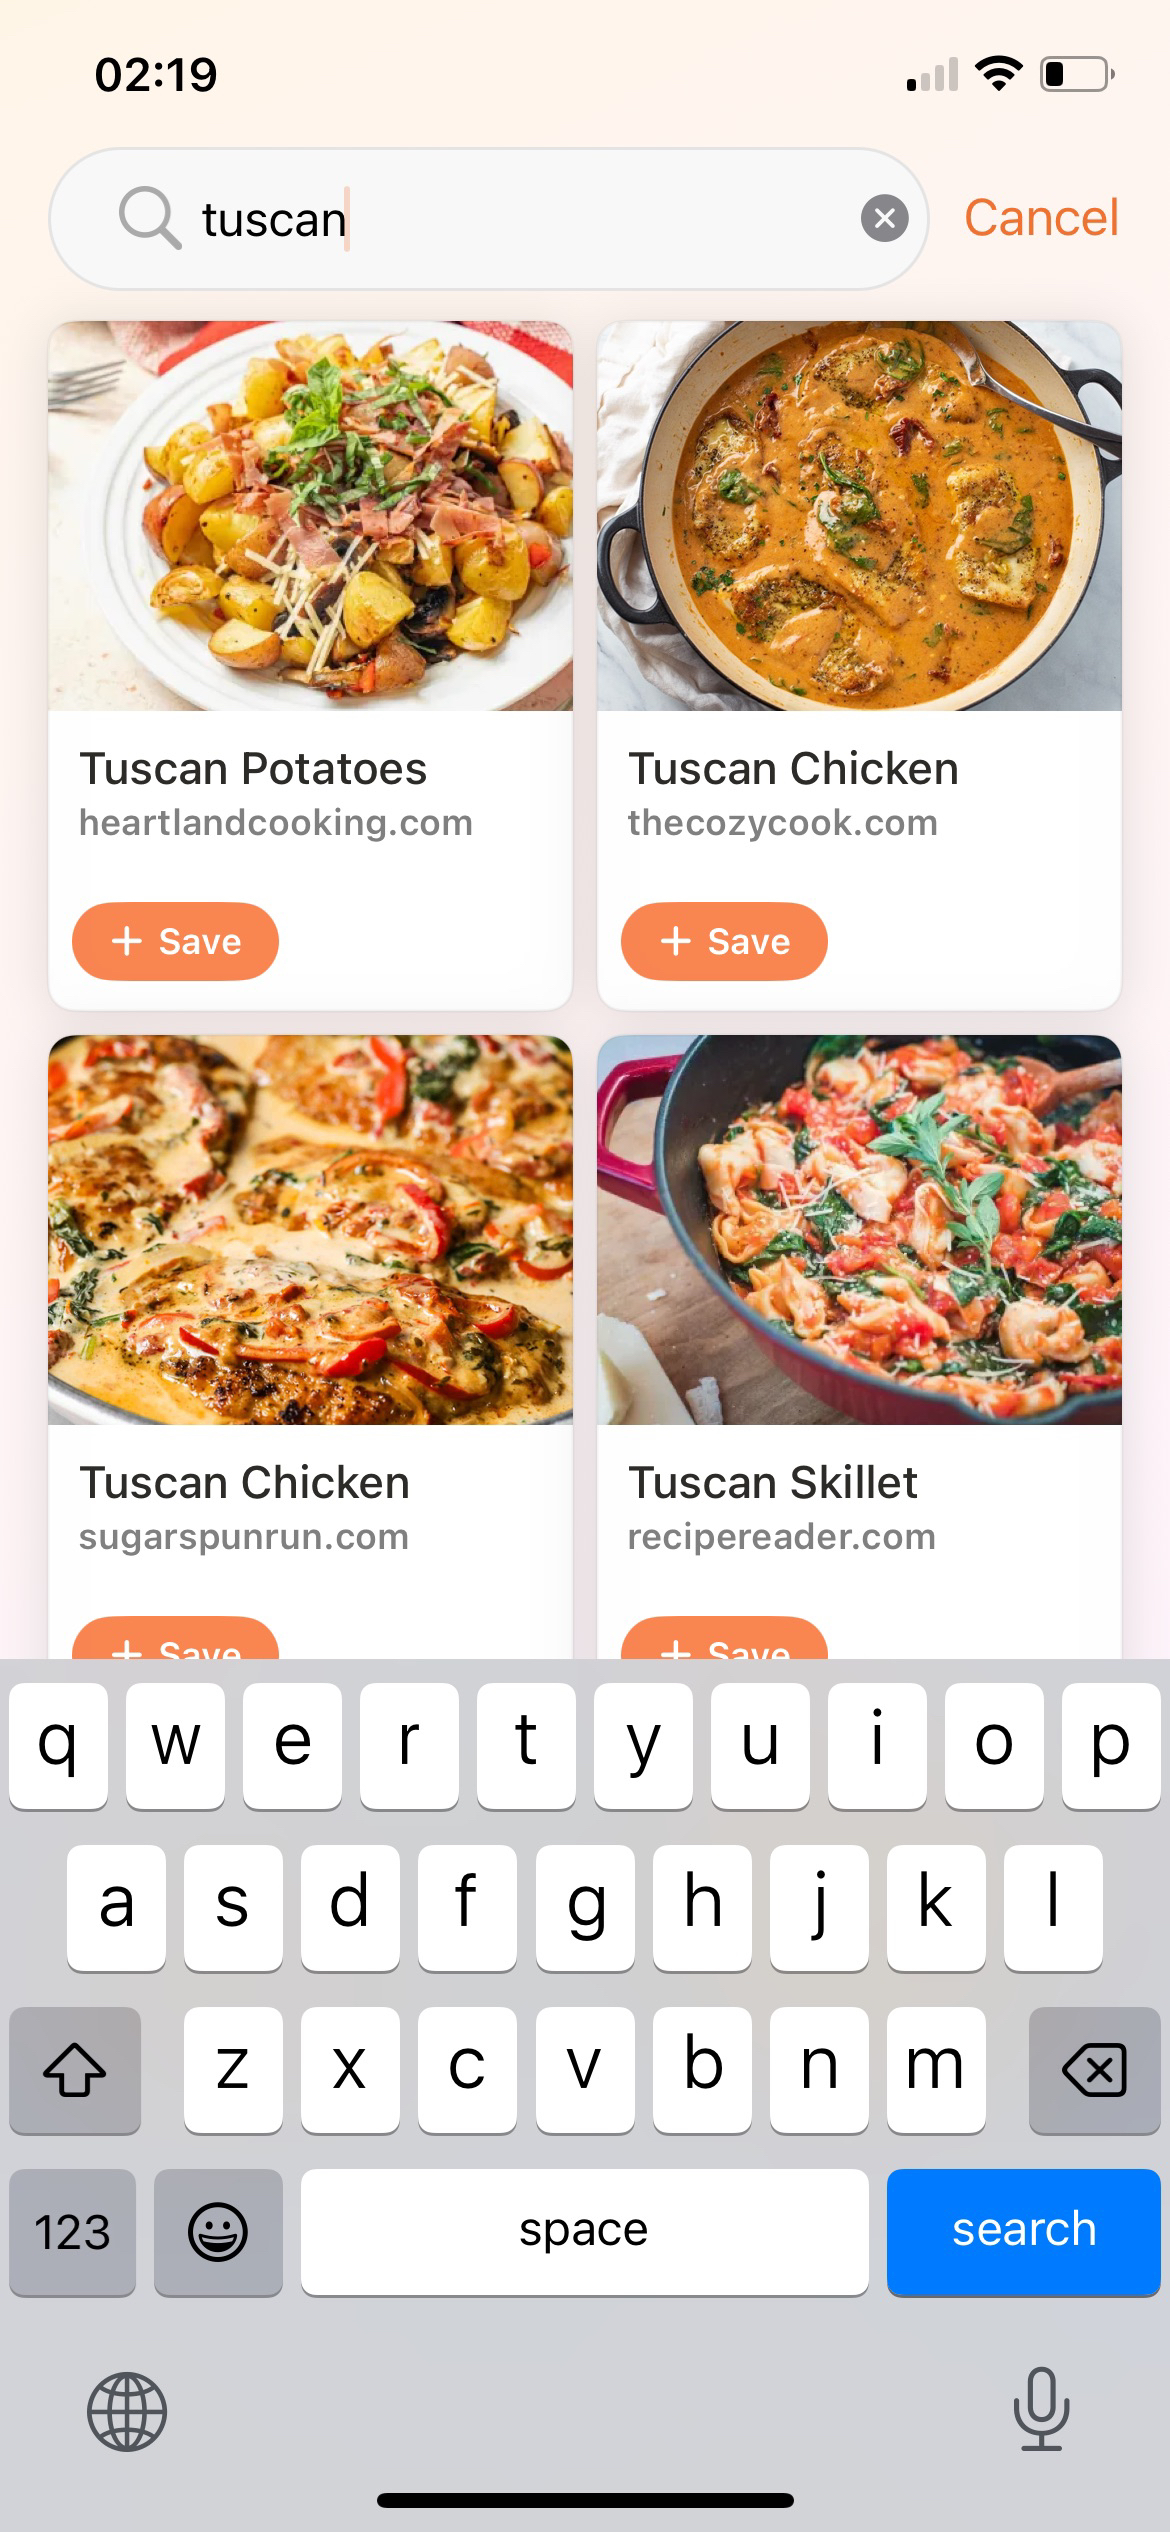 02:19
tuscan
Cancel
Tuscan Potatoes
heartlandcooking.com
+ Save
Tuscan Chicken
thecozycook.com
+ Save
Tuscan Chicken
sugarspunrun.com
+ Save
Tuscan Skillet
recipereader.com
+ Save
q w e r t y u i o p
a s d f g h j k l
z x c v b n m
123 space search